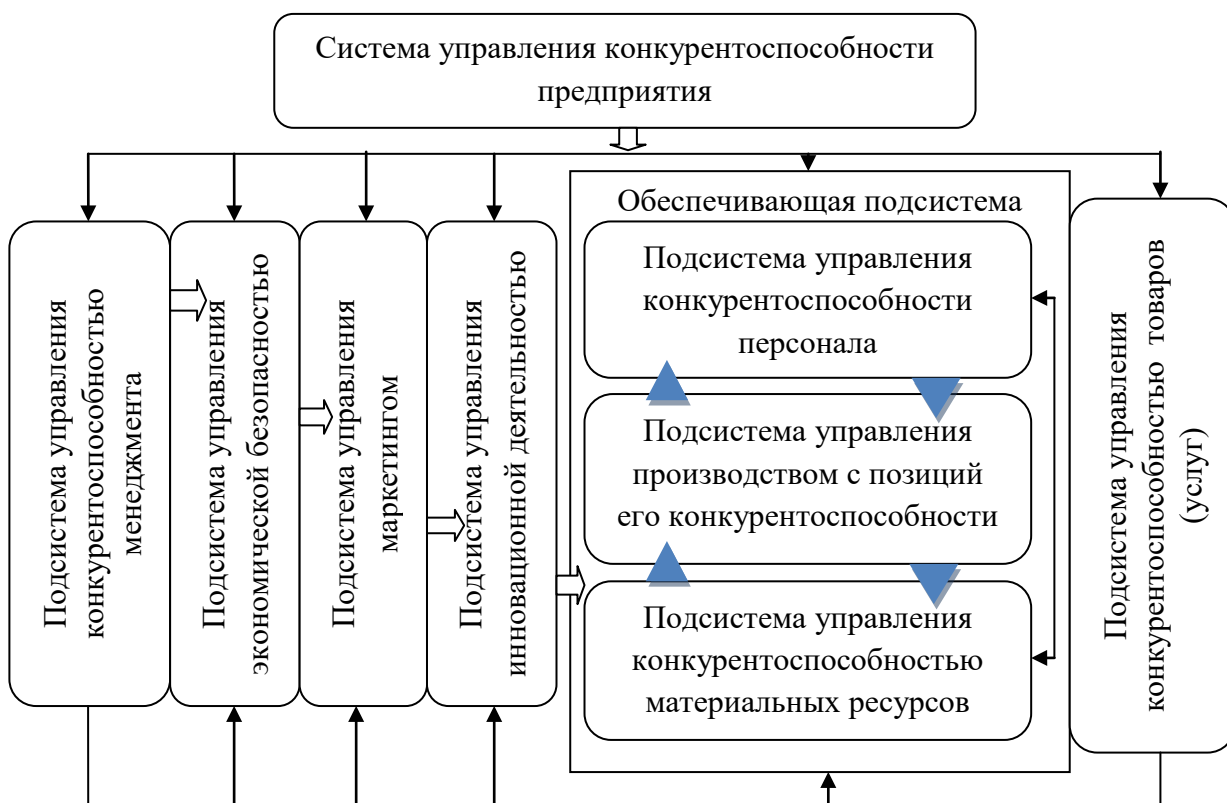 Система управления конкурентоспособности
предприятия
Подсистема управления
конкурентоспособностью
менеджмента
Подсистема управления
экономической безопасностью
Подсистема управления
маркетингом
Подсистема управления
инновационной деятельностью
Обеспечивающая подсистема
Подсистема управления
конкурентоспособности
персонала
Подсистема управления
производством с позиций
его конкурентоспособности
Подсистема управления
конкурентоспособностью
материальных ресурсов
Подсистема управления
конкурентоспособностью товаров
(услуг)